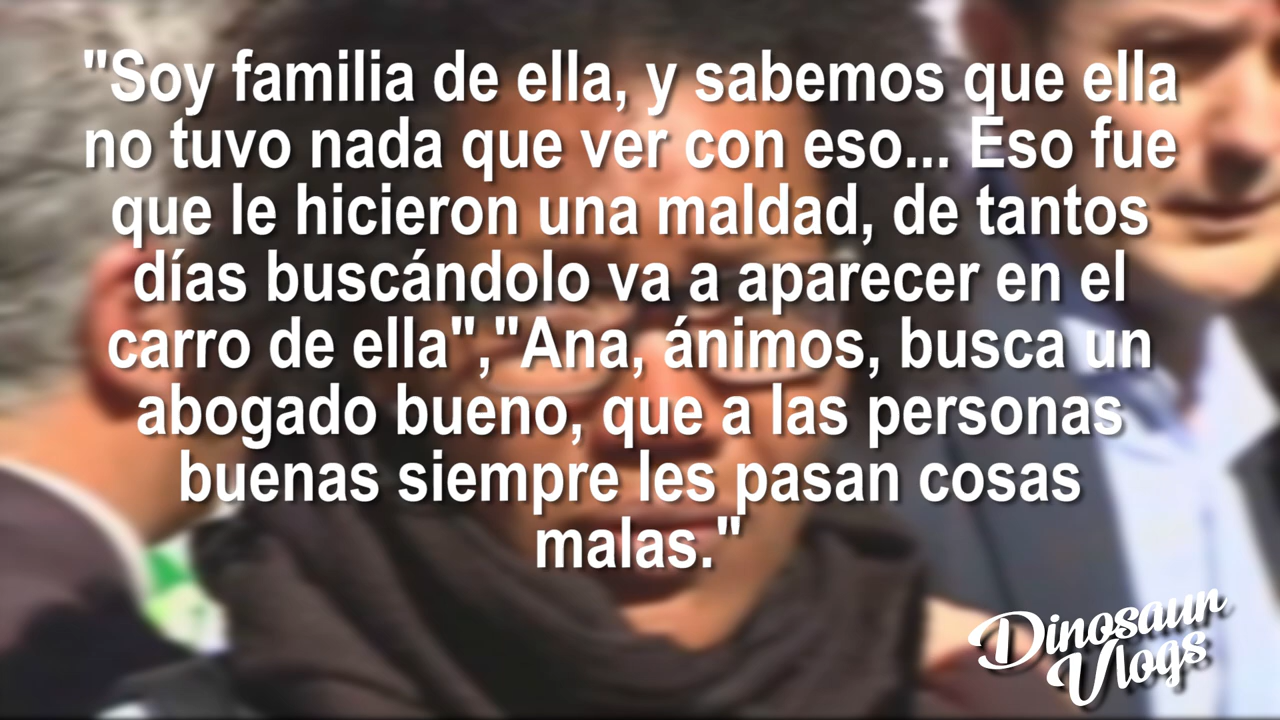 "Soy familia de ella, y sabemos que ella
no tuvo nada que ver con eso... Eso fue
que le hicieron una maldad, de tantos
días buscándolo va a aparecer en el
carro de ella","Ana, ánimos, busca un
abogado bueno, que a las personas
buenas siempre les pasan cosas
malas."
Dinosaur
Vlogs